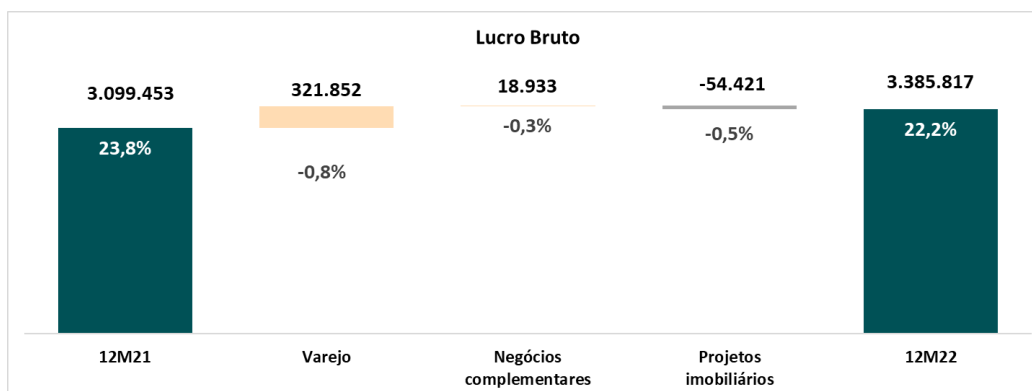 Lucro Bruto
3.099.453
321.852
18.933
-54.421
3.385.817
23,8%
-0,8%
-0,3%
-0,5%
22,2%
12M21
Varejo
Negócios
complementares
Projetos
imobiliários
12M22